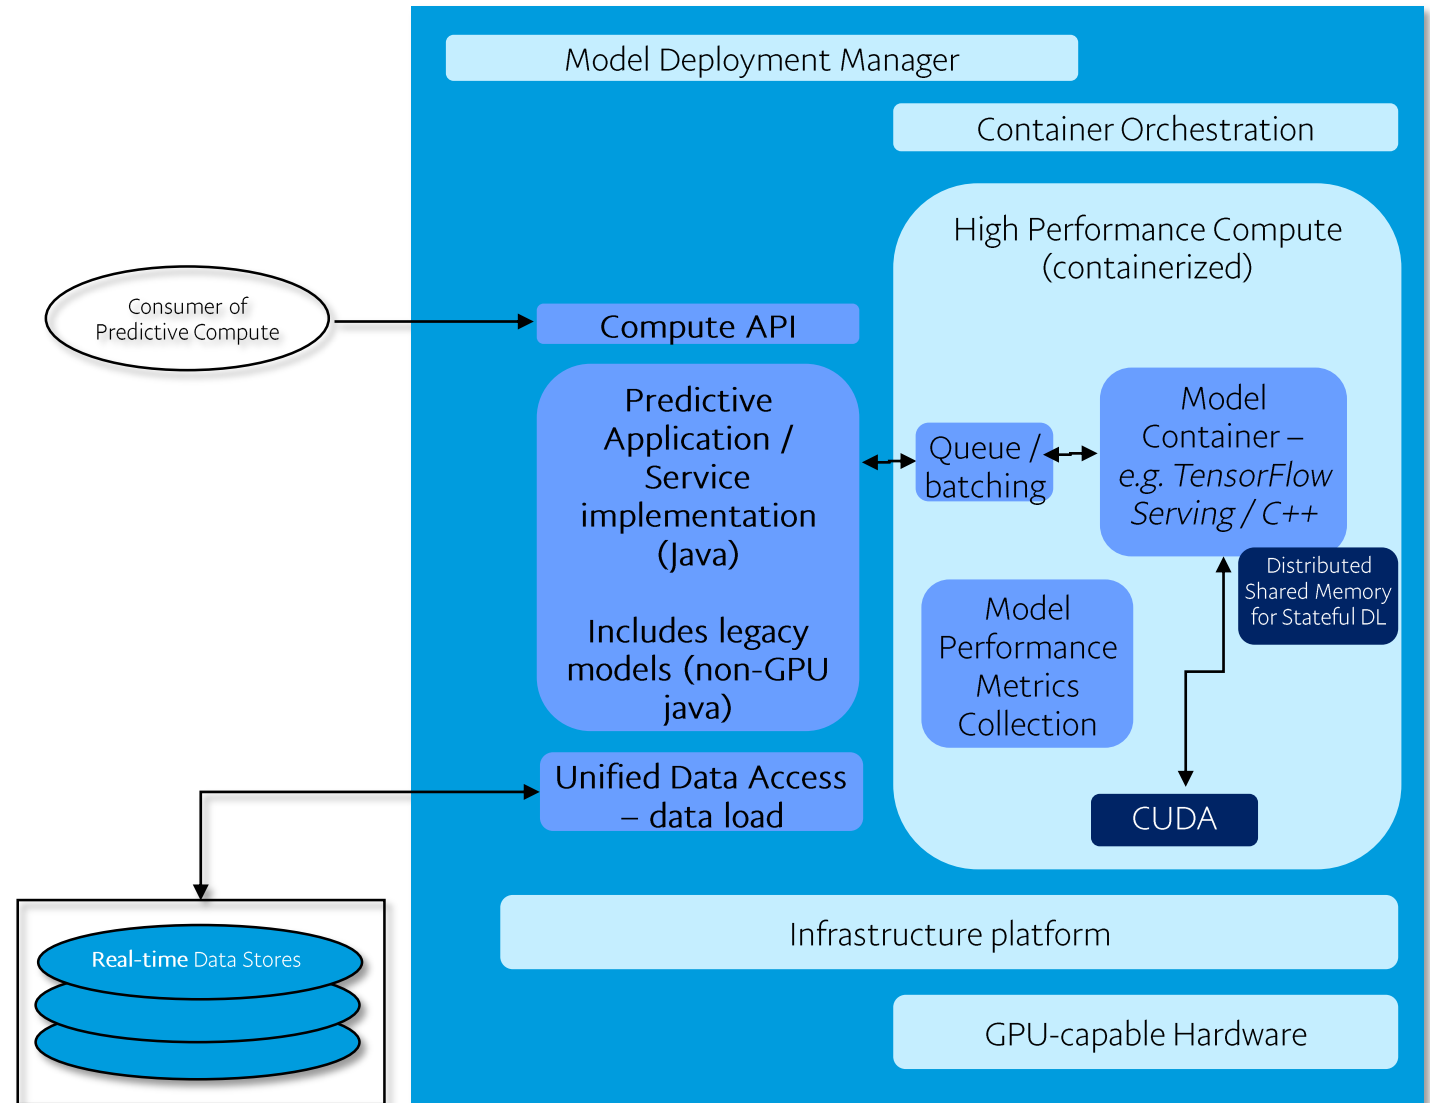 Model Deployment Manager
Container Orchestration
High Performance Compute
(containerized)
Consumer of
Predictive Compute
Compute API
Predictive
Application /
Service
implementation
(Java)
Includes legacy
models (non-GPU
java)
Queue /
batching
Model
Container –
e.g. TensorFlow
Serving / C++
Distributed
Shared Memory
for Stateful DL
Model
Performance
Metrics
Collection
Unified Data Access
– data load
CUDA
Real-time Data Stores
Infrastructure platform
GPU-capable Hardware